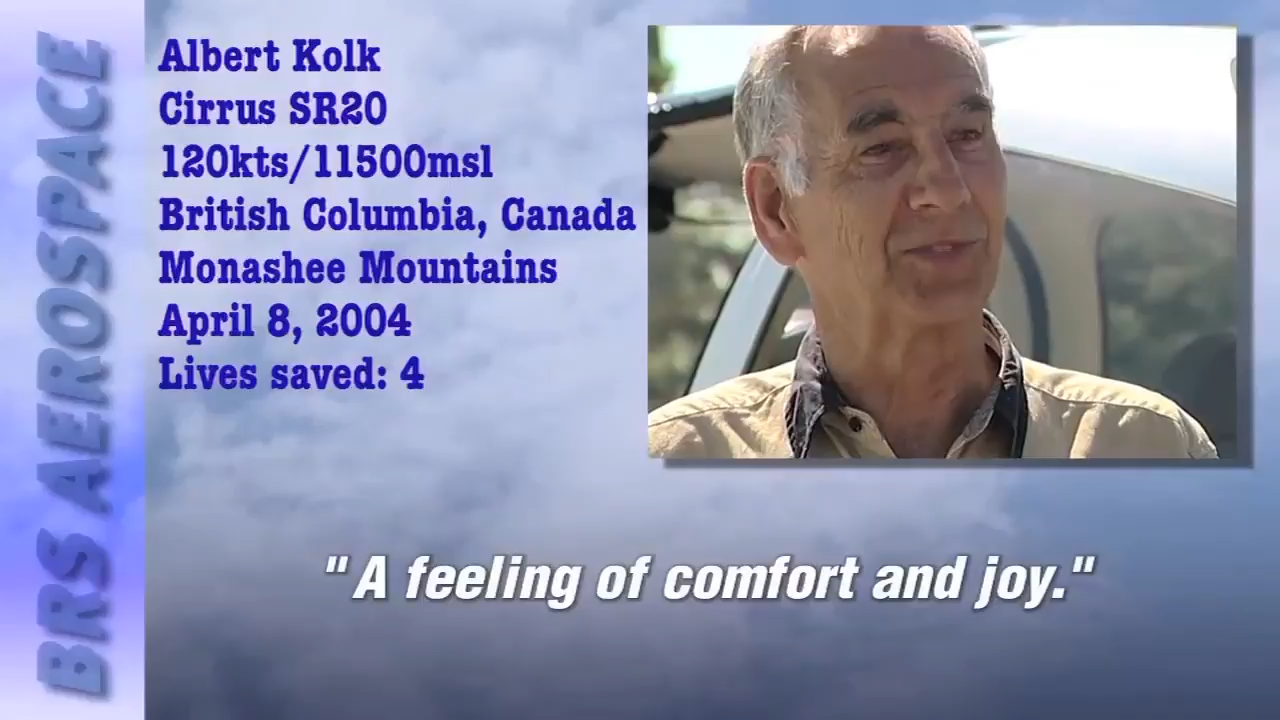 BRS AEROSPACE
Albert Kolk
Cirrus SR20
120kts/11500msl
British Columbia, Canada
Monashee Mountains
April 8, 2004
Lives saved: 4
"A feeling of comfort and joy."